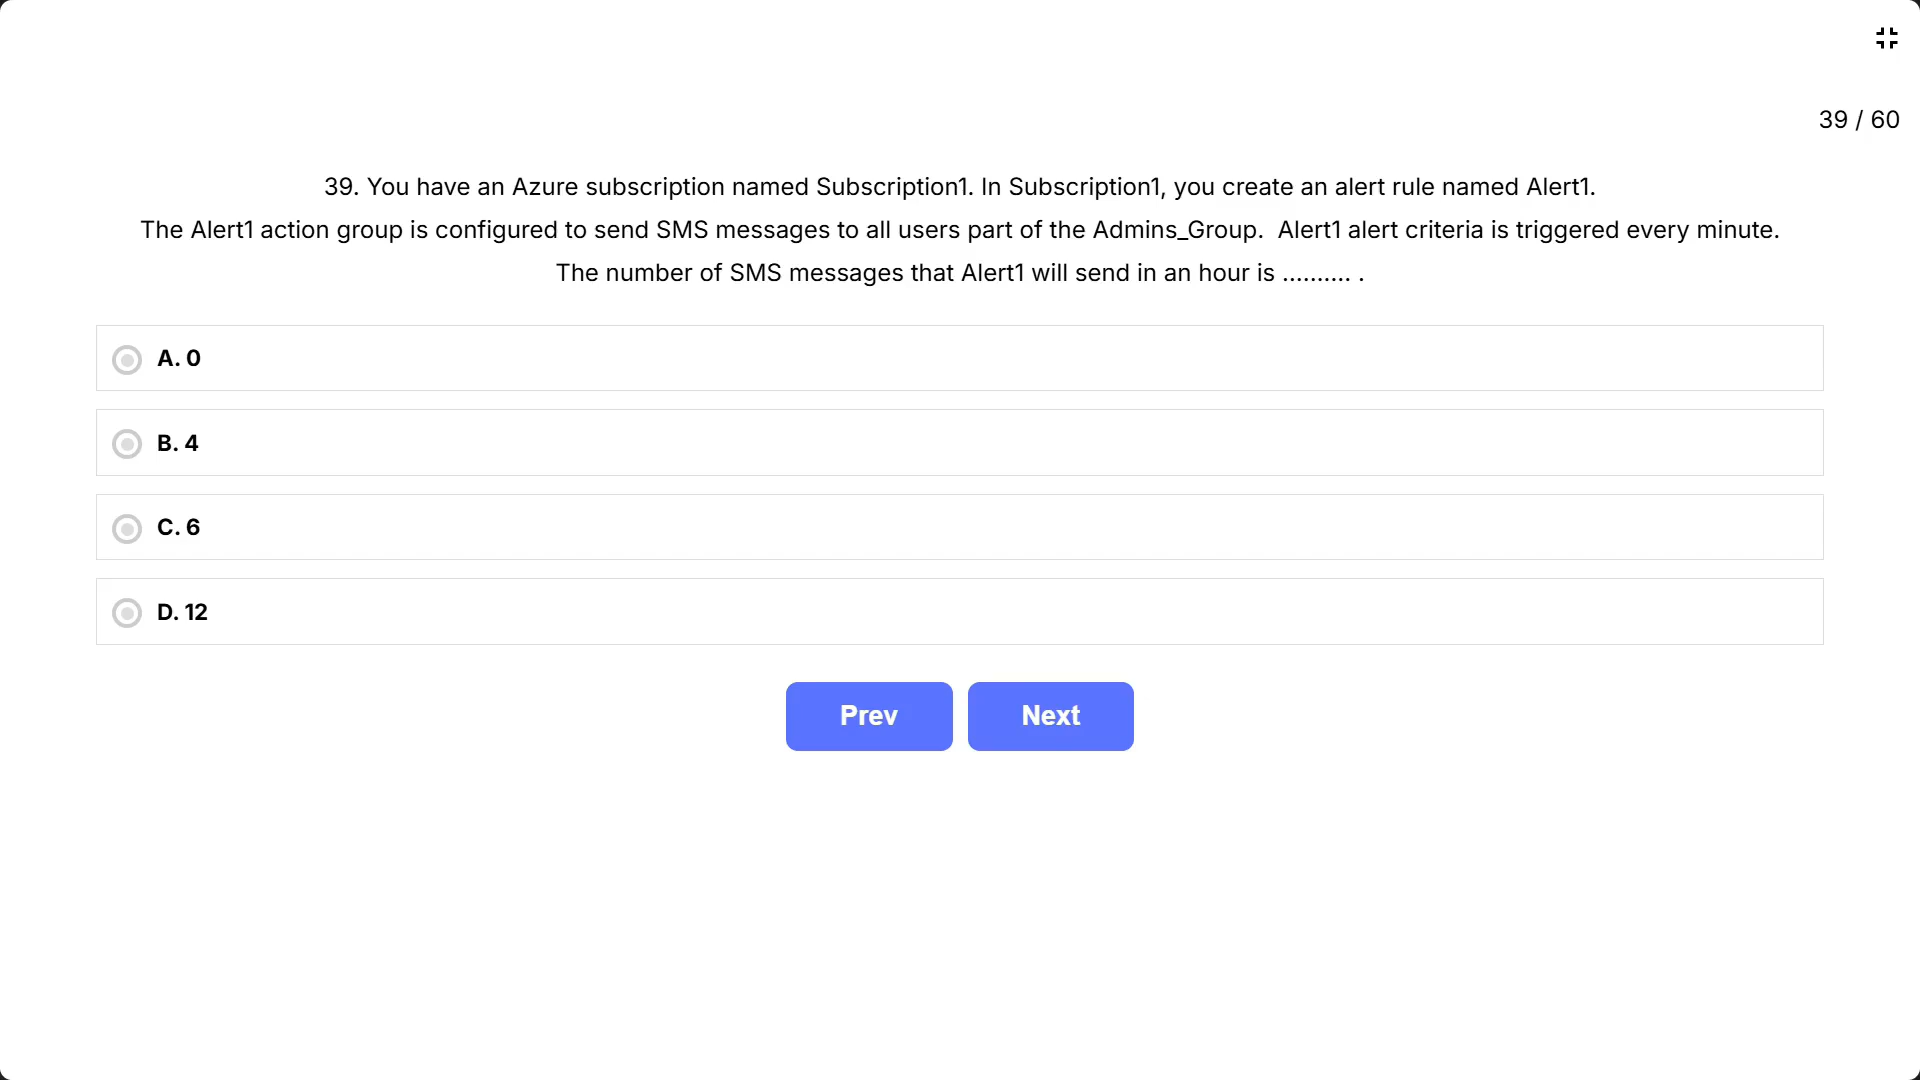 39 / 60
39. You have an Azure subscription named Subscription1. In Subscription1, you create an alert rule named Alert1.
The Alert1 action group is configured to send SMS messages to all users part of the Admins_Group.  Alert1 alert criteria is triggered every minute.
The number of SMS messages that Alert1 will send in an hour is .......... .
A. 0
B. 4
C. 6
D. 12
Prev
Next